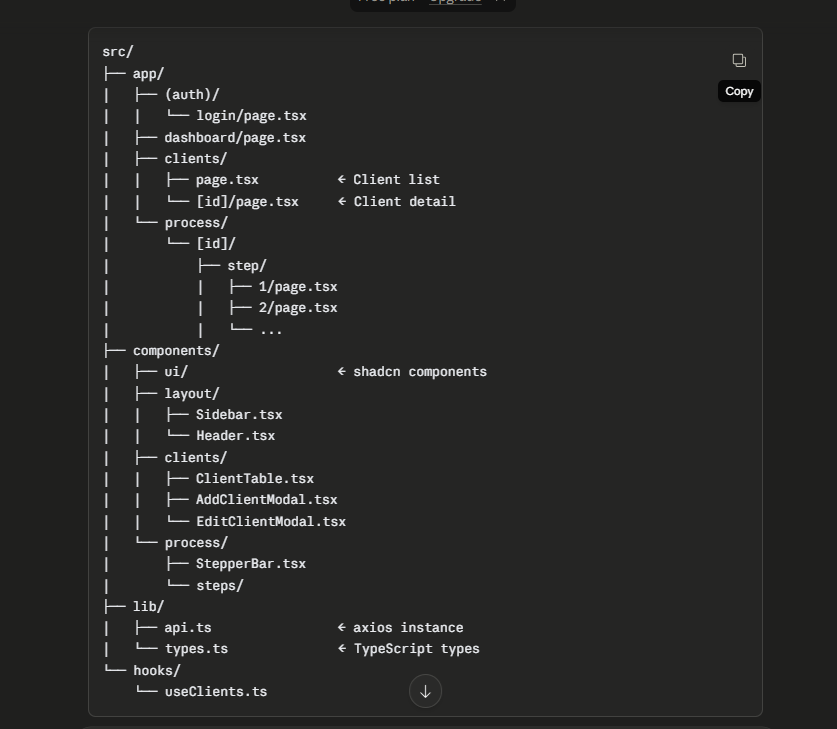 Free plan Upgrade
Copy
src/
├── app/
│   ├── (auth)/
│   │   └── login/page.tsx
│   ├── dashboard/page.tsx
│   ├── clients/
│   │   ├── page.tsx          ← Client list
│   │   └── [id]/page.tsx     ← Client detail
│   └── process/
│       └── [id]/
│           ├── step/
│           │   ├── 1/page.tsx
│           │   ├── 2/page.tsx
│           │   └── ...
├── components/
│   ├── ui/                   ← shadcn components
│   ├── layout/
│   │   ├── Sidebar.tsx
│   │   └── Header.tsx
│   ├── clients/
│   │   ├── ClientTable.tsx
│   │   ├── AddClientModal.tsx
│   │   └── EditClientModal.tsx
│   └── process/
│       ├── StepperBar.tsx
│       └── steps/
├── lib/
│   ├── api.ts                ← axios instance
│   └── types.ts              ← TypeScript types
└── hooks/
    └── useClients.ts